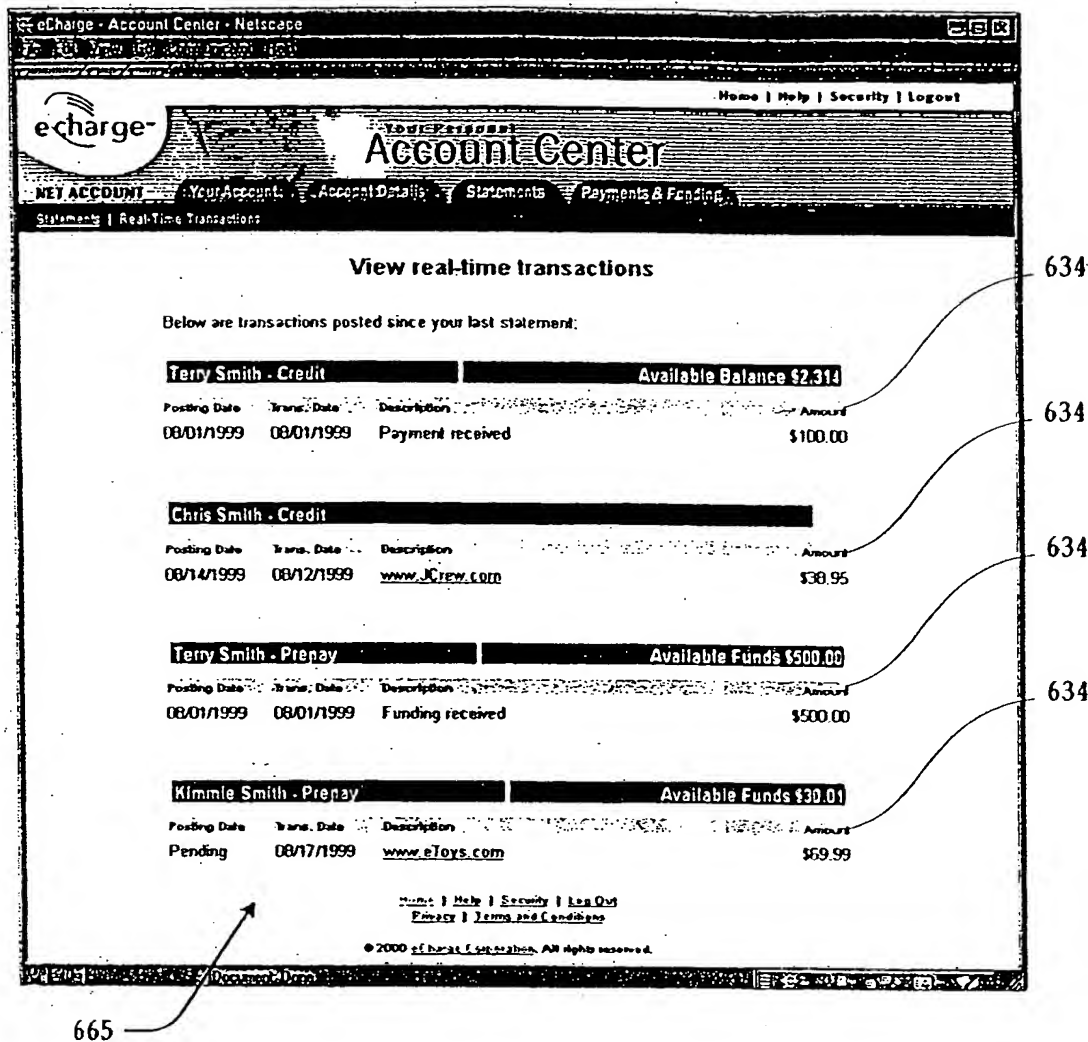 eCharge - Account Center - Netscape
Home | Help | Security | Logout
echarge
Your Personal
Account Center
NET ACCOUNT Your Account Account Details Statements Payments & Funding
Statements | Real-Time Transactions
View real-time transactions
634
Below are transactions posted since your last statement:
Terry Smith - Credit Available Balance $2,314
Posting Date Trans. Date Description Amount
634
08/01/1999 08/01/1999 Payment received $100.00
Chris Smith - Credit
Posting Date Trans. Date Description Amount
634
08/14/1999 08/12/1999 www.JCrew.com $38.95
Terry Smith - Prepay Available Funds $500.00
Posting Date Trans. Date Description Amount
634
08/01/1999 08/01/1999 Funding received $500.00
Kimmie Smith - Prepay Available Funds $30.01
Posting Date Trans. Date Description Amount
Pending 08/17/1999 www.eToys.com $69.99
Home | Help | Security | Log Out
Privacy | Terms and Conditions
© 2000 eCharge Corporation. All rights reserved.
Document: Done
665